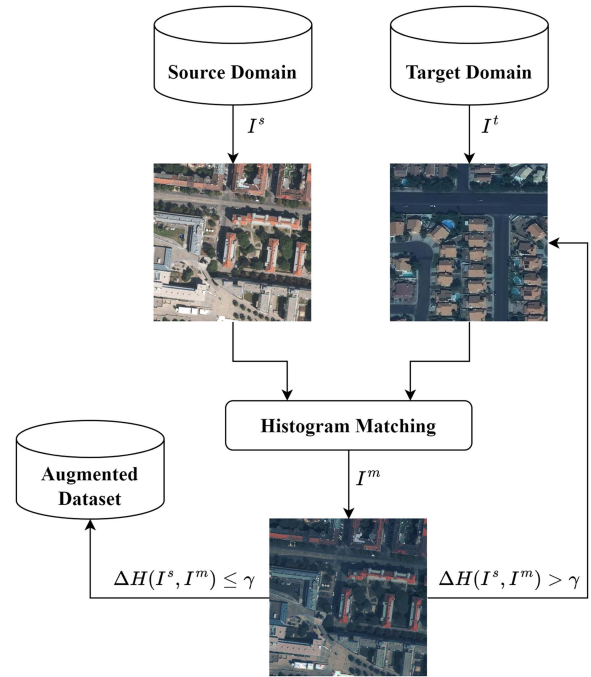 Source Domain
Target Domain
I^s
I^t
Histogram Matching
I^m
Augmented
Dataset
ΔH(I^s, I^m) ≤ γ
ΔH(I^s, I^m) > γ